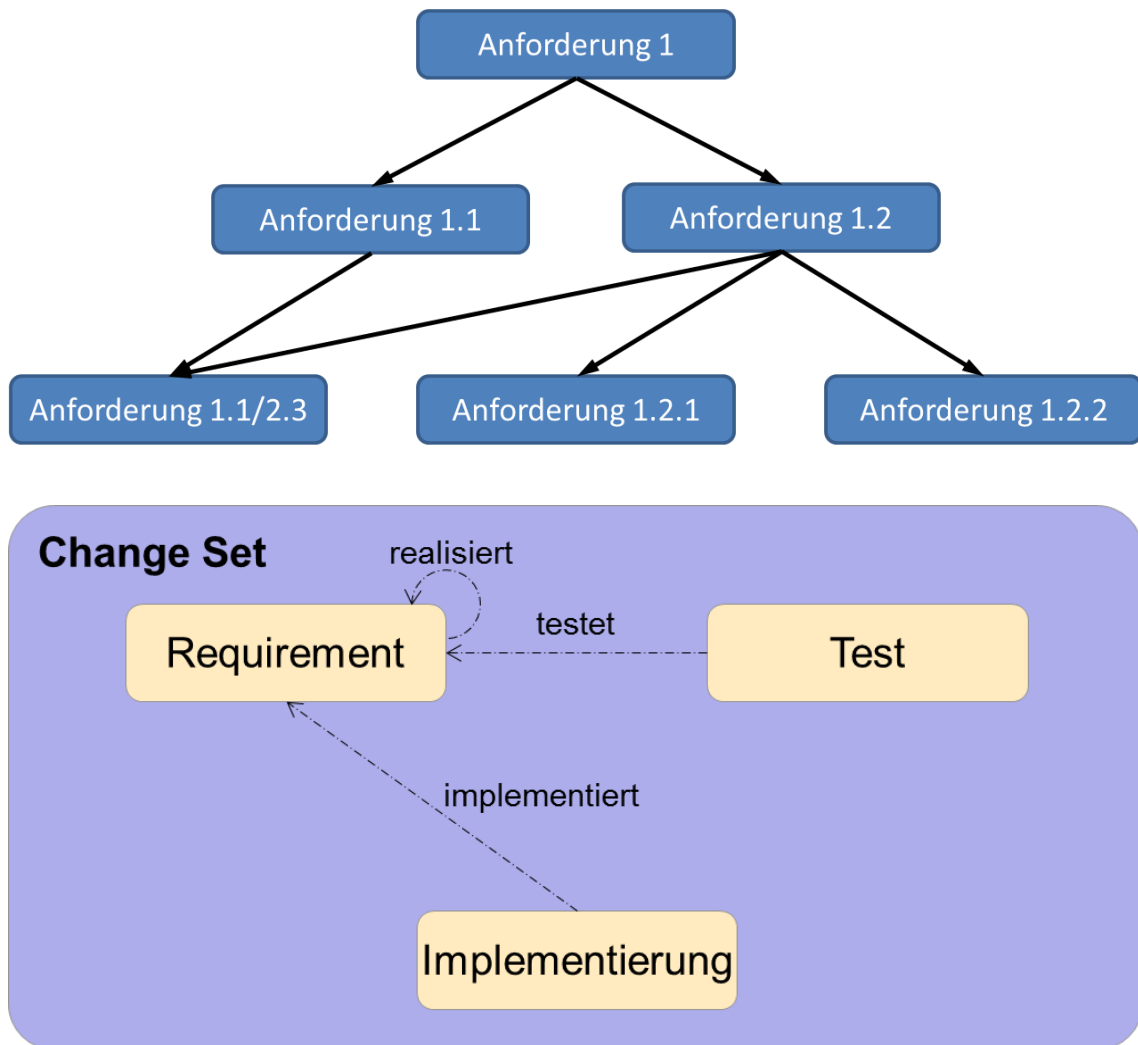 Anforderung 1
Anforderung 1.1
Anforderung 1.2
Anforderung 1.1/2.3
Anforderung 1.2.1
Anforderung 1.2.2
Change Set
realisiert
testet
Requirement
Test
implementiert
Implementierung